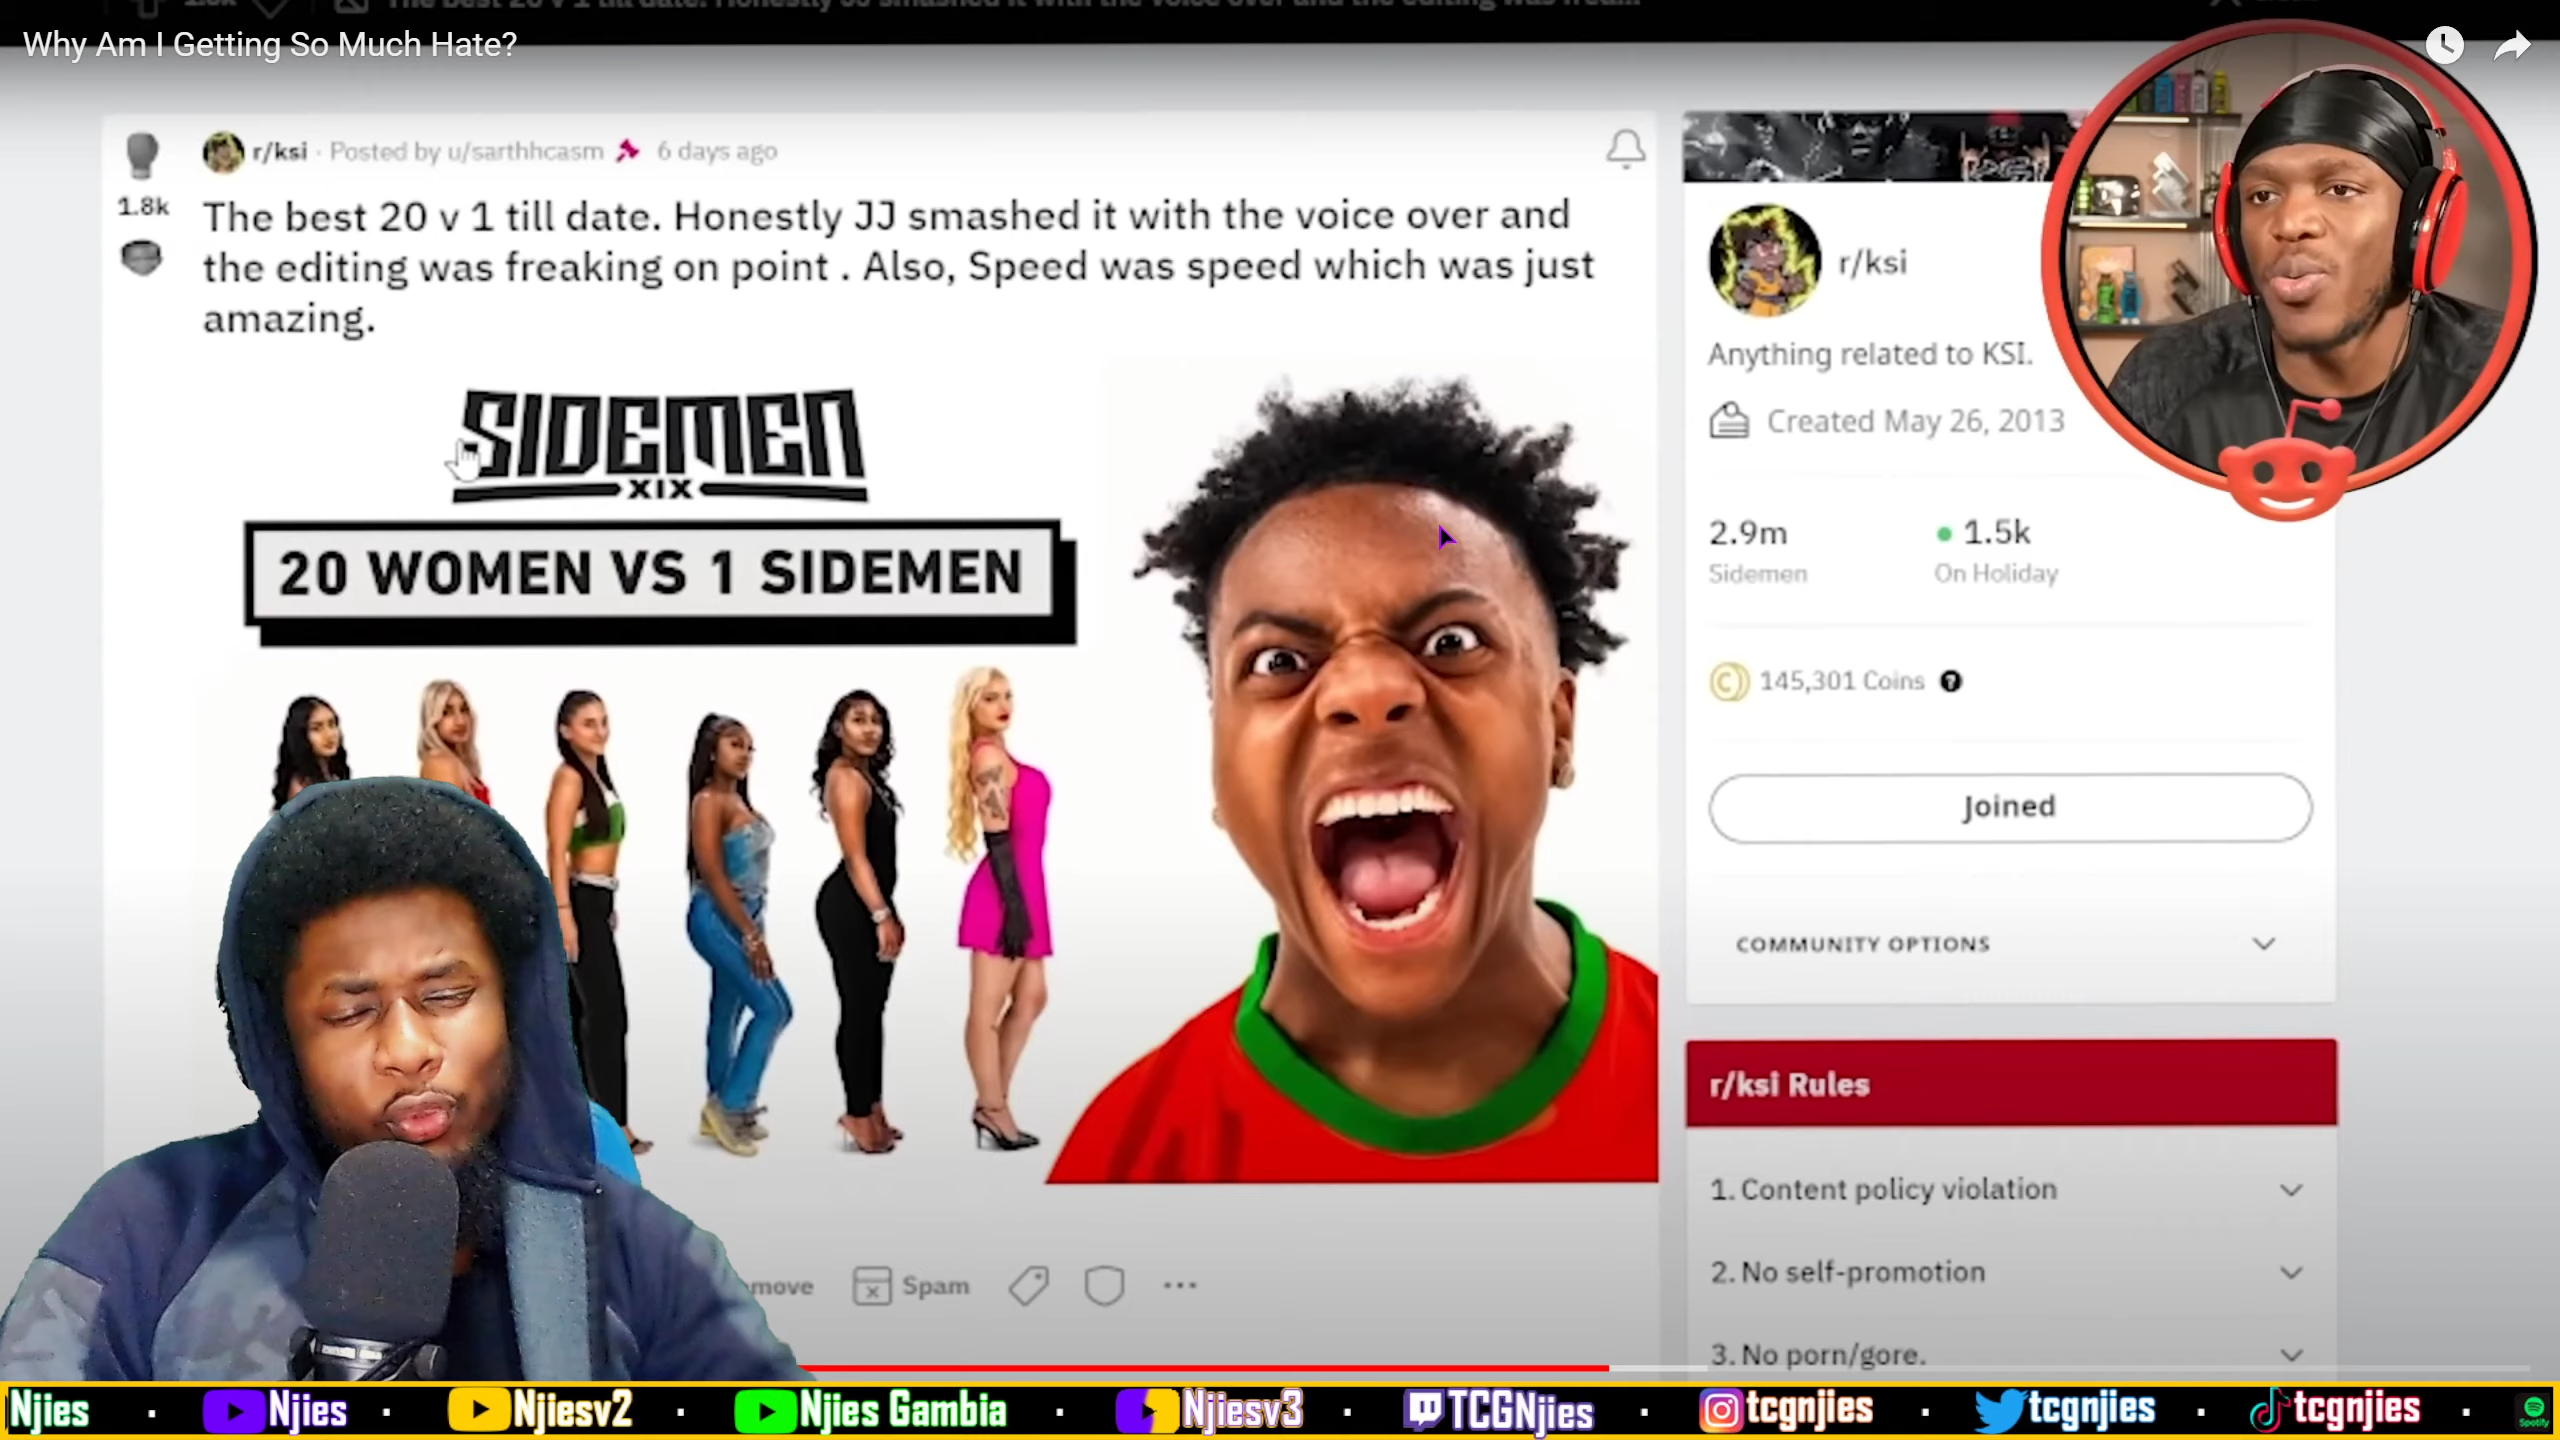 Why Am I Getting So Much Hate?
r/ksi · Posted by u/sarthhcasm 6 days ago
1.8k
The best 20 v 1 till date. Honestly JJ smashed it with the voice over and
the editing was freaking on point . Also, Speed was speed which was just
amazing.
SIDEMEN
XIX
20 WOMEN VS 1 SIDEMEN
r/ksi
Anything related to KSI.
Created May 26, 2013
2.9m
1.5k
Sidemen
On Holiday
145,301 Coins
Joined
COMMUNITY OPTIONS
r/ksi Rules
1. Content policy violation
2. No self-promotion
3. No porn/gore.
Spam
Njies · Njies · Njiesv2 · Njies Gambia · Njiesv3 · TCGNjies · tcgnjies · tcgnjies · tcgnjies ·
Spotify